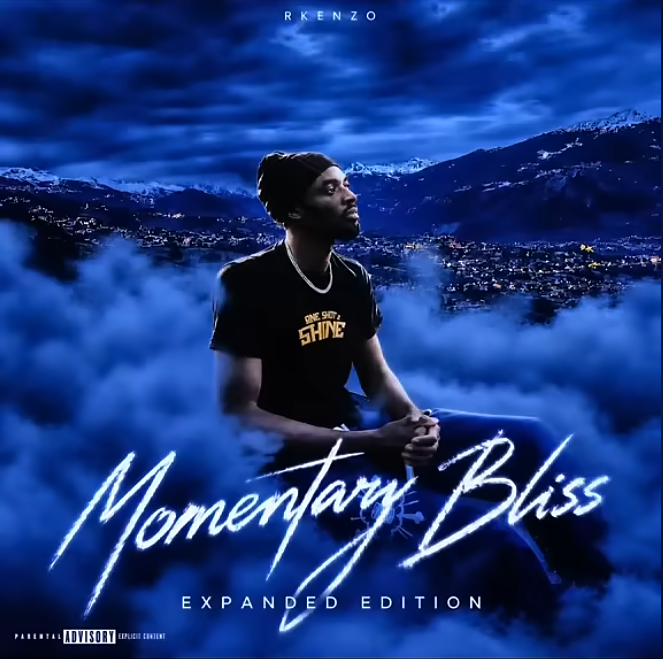 RKENZO
ONE SHOT 2
SHINE
Momentary Bliss
EXPANDED EDITION
PARENTAL ADVISORY EXPLICIT CONTENT